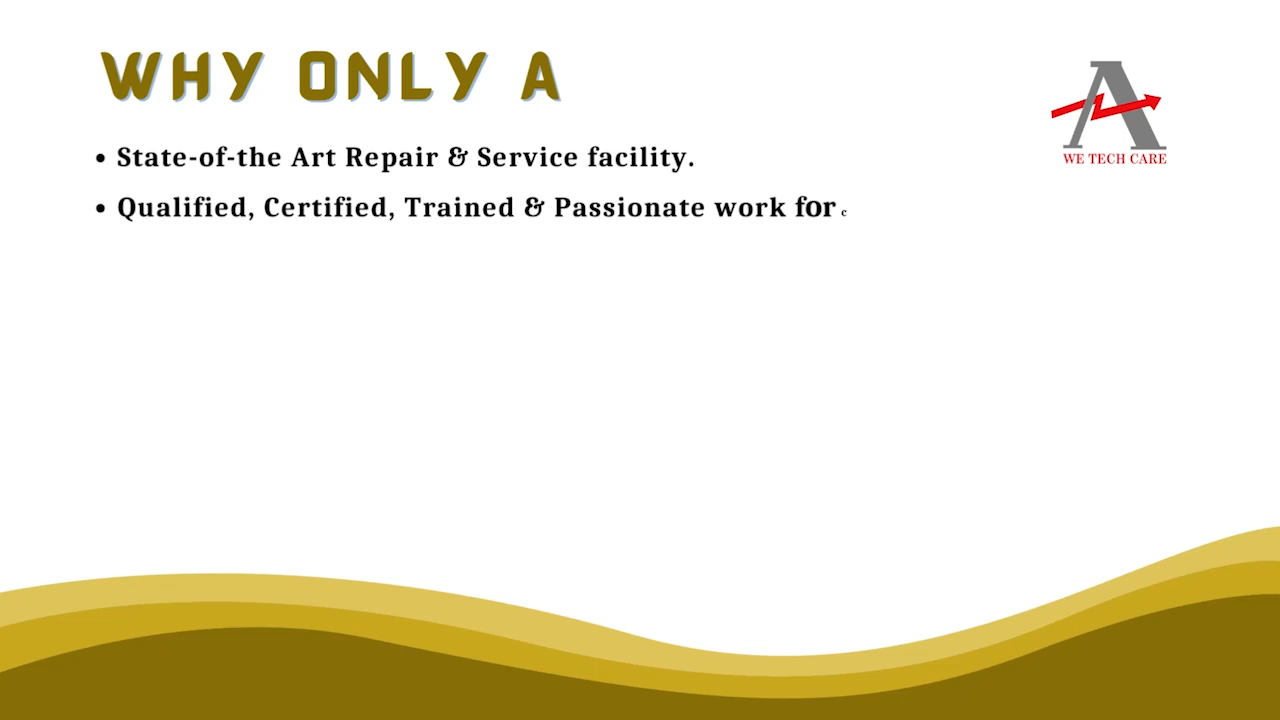 WHY ONLY A
• State-of-the Art Repair & Service facility.
• Qualified, Certified, Trained & Passionate work for c
A
WE TECH CARE